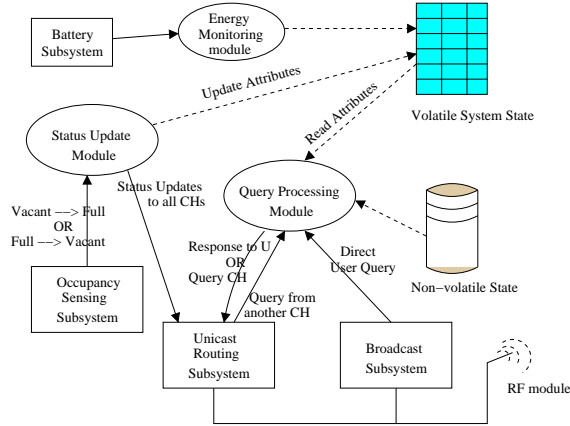 Energy
Monitoring
module
Battery
Subsystem
Update Attributes
Read Attributes
Volatile System State
Status Update
Module
Status Updates
to all CHs
Query Processing
Module
Vacant −−> Full
OR
Full −−> Vacant
Response to U
OR
Query CH
Direct
User Query
Occupancy
Sensing
Subsystem
Query from
another CH
Non−volatile State
Unicast
Routing
Subsystem
Broadcast
Subsystem
RF module